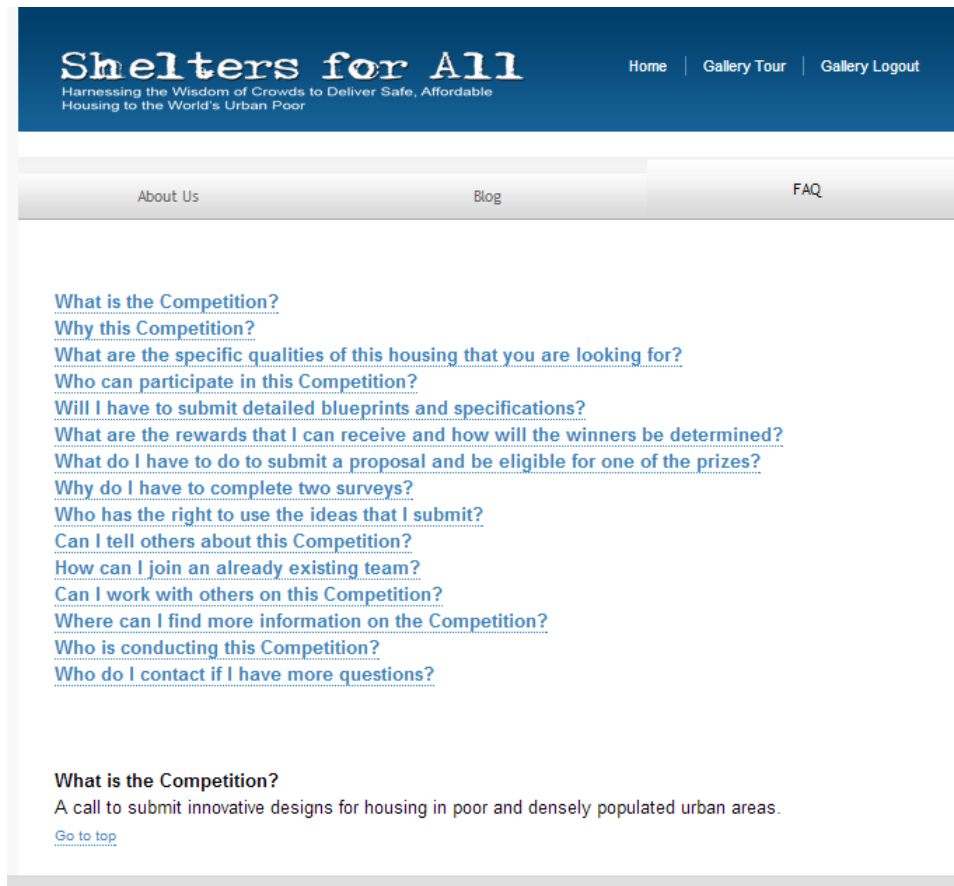 Shelters for All
Harnessing the Wisdom of Crowds to Deliver Safe, Affordable
Housing to the World's Urban Poor
Home
Gallery Tour
Gallery Logout
About Us
Blog
FAQ
What is the Competition?
Why this Competition?
What are the specific qualities of this housing that you are looking for?
Who can participate in this Competition?
Will I have to submit detailed blueprints and specifications?
What are the rewards that I can receive and how will the winners be determined?
What do I have to do to submit a proposal and be eligible for one of the prizes?
Why do I have to complete two surveys?
Who has the right to use the ideas that I submit?
Can I tell others about this Competition?
How can I join an already existing team?
Can I work with others on this Competition?
Where can I find more information on the Competition?
Who is conducting this Competition?
Who do I contact if I have more questions?
What is the Competition?
A call to submit innovative designs for housing in poor and densely populated urban areas.
Go to top